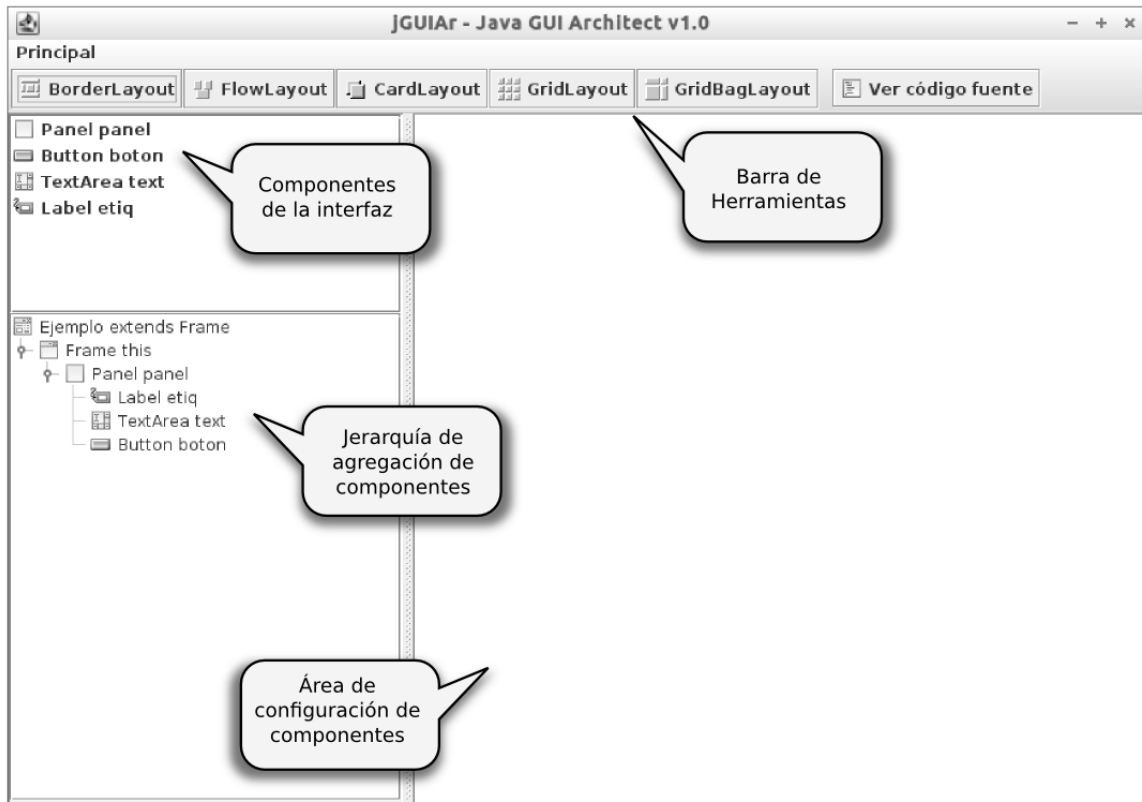 jGUIAr - Java GUI Architect v1.0
Principal
BorderLayout FlowLayout CardLayout GridLayout GridBagLayout Ver código fuente
Panel panel
Button boton
TextArea text
Label etiq
Componentes
de la interfaz
Barra de
Herramientas
Ejemplo extends Frame
Frame this
Panel panel
Label etiq
TextArea text
Button boton
Jerarquía de
agregación de
componentes
Área de
configuración de
componentes